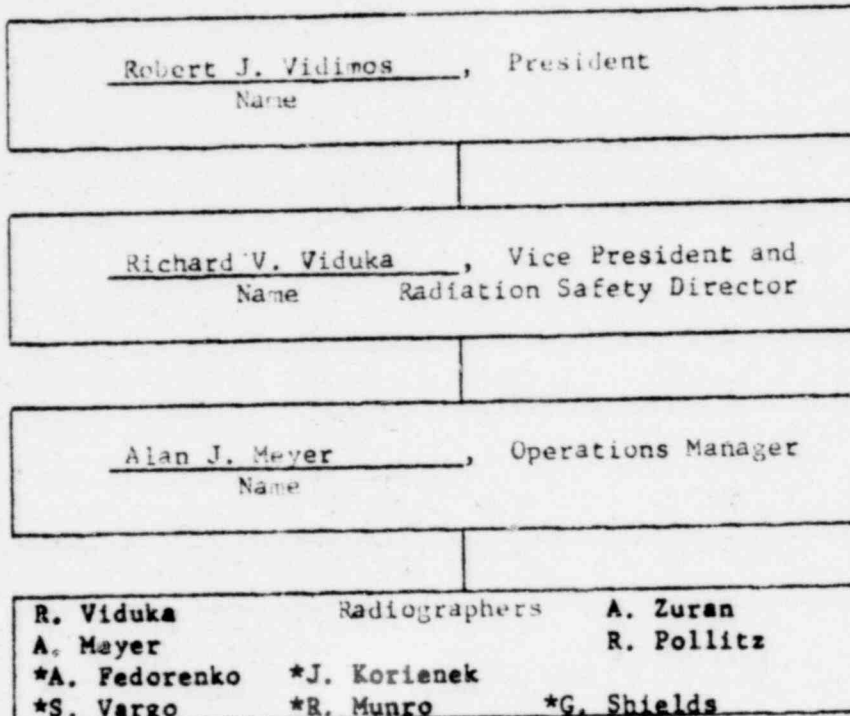 Robert J. Vidimos, President
Name
Richard V. Viduka, Vice President and
Name Radiation Safety Director
Alan J. Meyer, Operations Manager
Name
R. Viduka Radiographers A. Zuran
A. Meyer R. Pollitz
*A. Fedorenko *J. Korienek
*S. Vargo *R. Munro *G. Shields